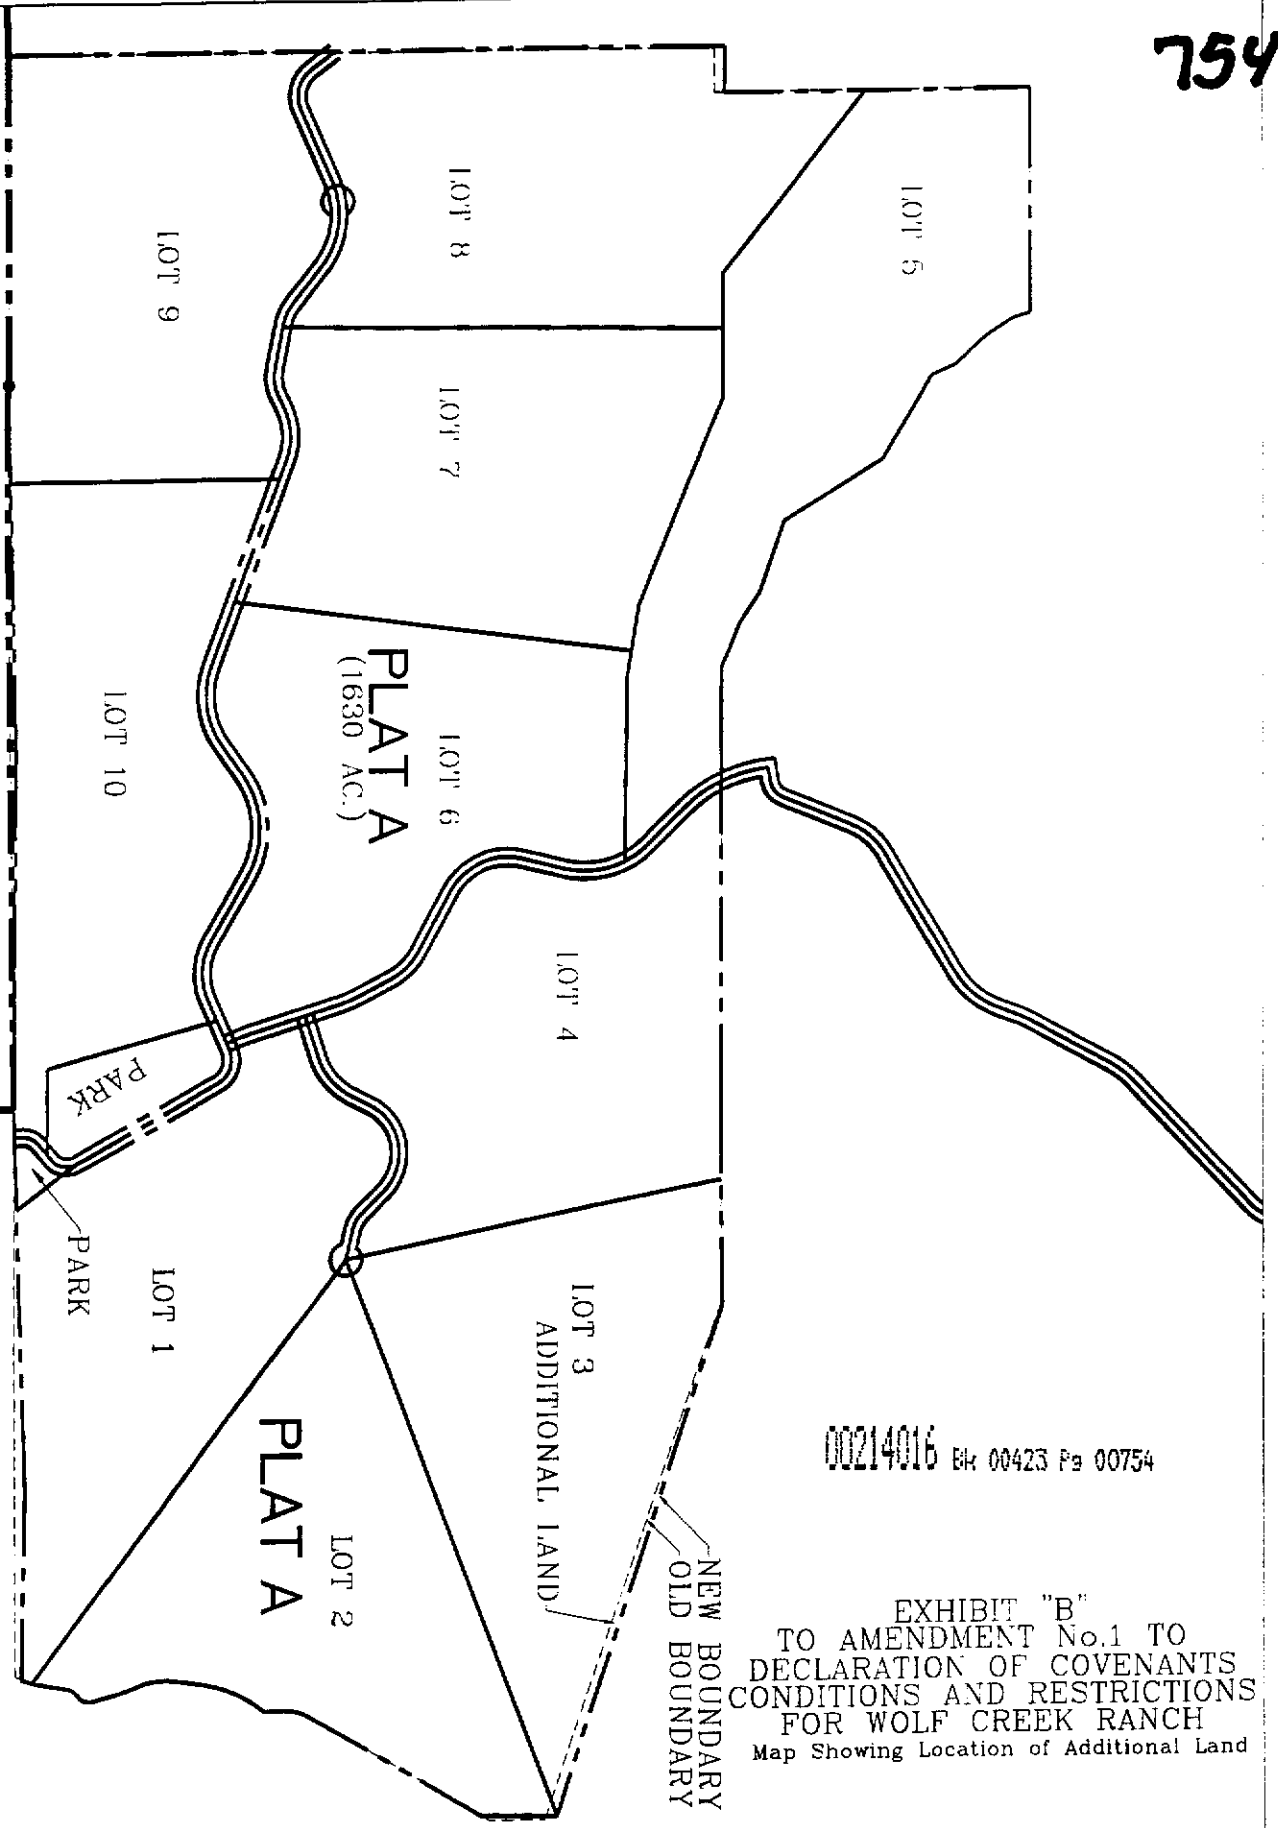 754
LOT 5
LOT 8
LOT 9
LOT 7
PLAT A
(1630 AC.)
LOT 6
LOT 10
LOT 4
PARK
PARK
LOT 1
LOT 3
ADDITIONAL LAND
PLAT A
LOT 2
NEW BOUNDARY
OLD BOUNDARY
00214016 Bk 00423 Pg 00754
EXHIBIT "B"
TO AMENDMENT No.1 TO
DECLARATION OF COVENANTS
CONDITIONS AND RESTRICTIONS
FOR WOLF CREEK RANCH
Map Showing Location of Additional Land